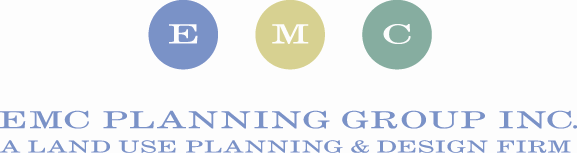 E M C
EMC PLANNING GROUP INC.
A LAND USE PLANNING & DESIGN FIRM